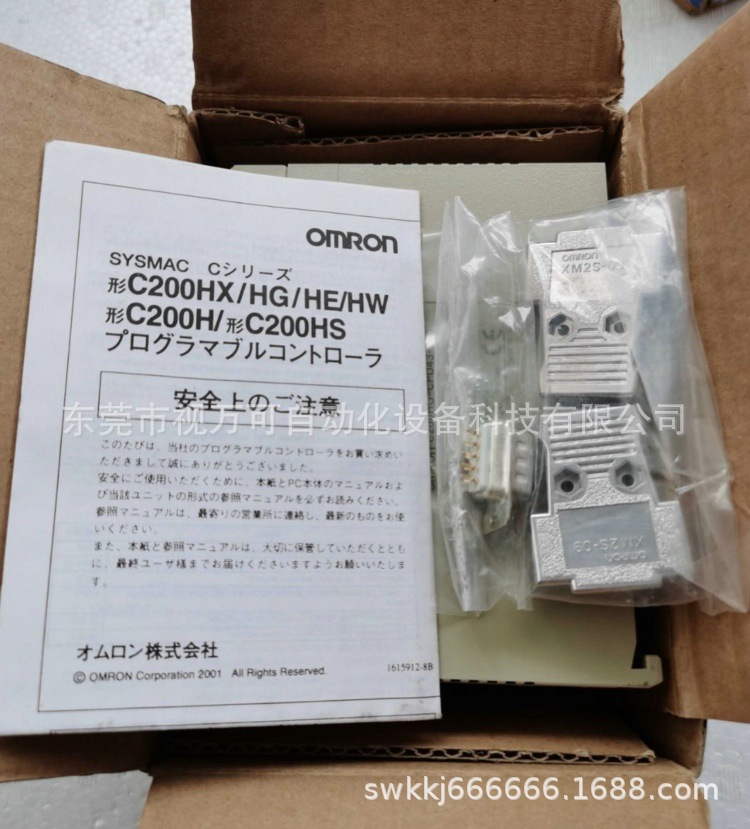 OMRON
SYSMAC Cシリーズ
形C200HX/HG/HE/HW
形C200H/形C200HS
プログラマブルコントローラ
安全上のご注意
このたびは、当社のプログラマブルコントローラをお買い求めい
ただきまして誠にありがとうございました。
安全にご使用いただくために、本紙とPC本体のマニュアルおよ
び当該ユニットの形式の参照マニュアルを必ずお読みください。
参照マニュアルは、最寄りの営業所に連絡し、最新のものをお使
いください。
また、本紙と参照マニュアルは、大切に保管していただくととも
に、最終ユーザ様までお届けくださいますようお願いいたしま
す。
オムロン株式会社
© OMRON Corporation 2001 All Rights Reserved.
1615912-8B
OMRON
XM2S-0
OMRON
XM2S-09
东莞市视万可自动化设备科技有限公司
swkkj666666.1688.com